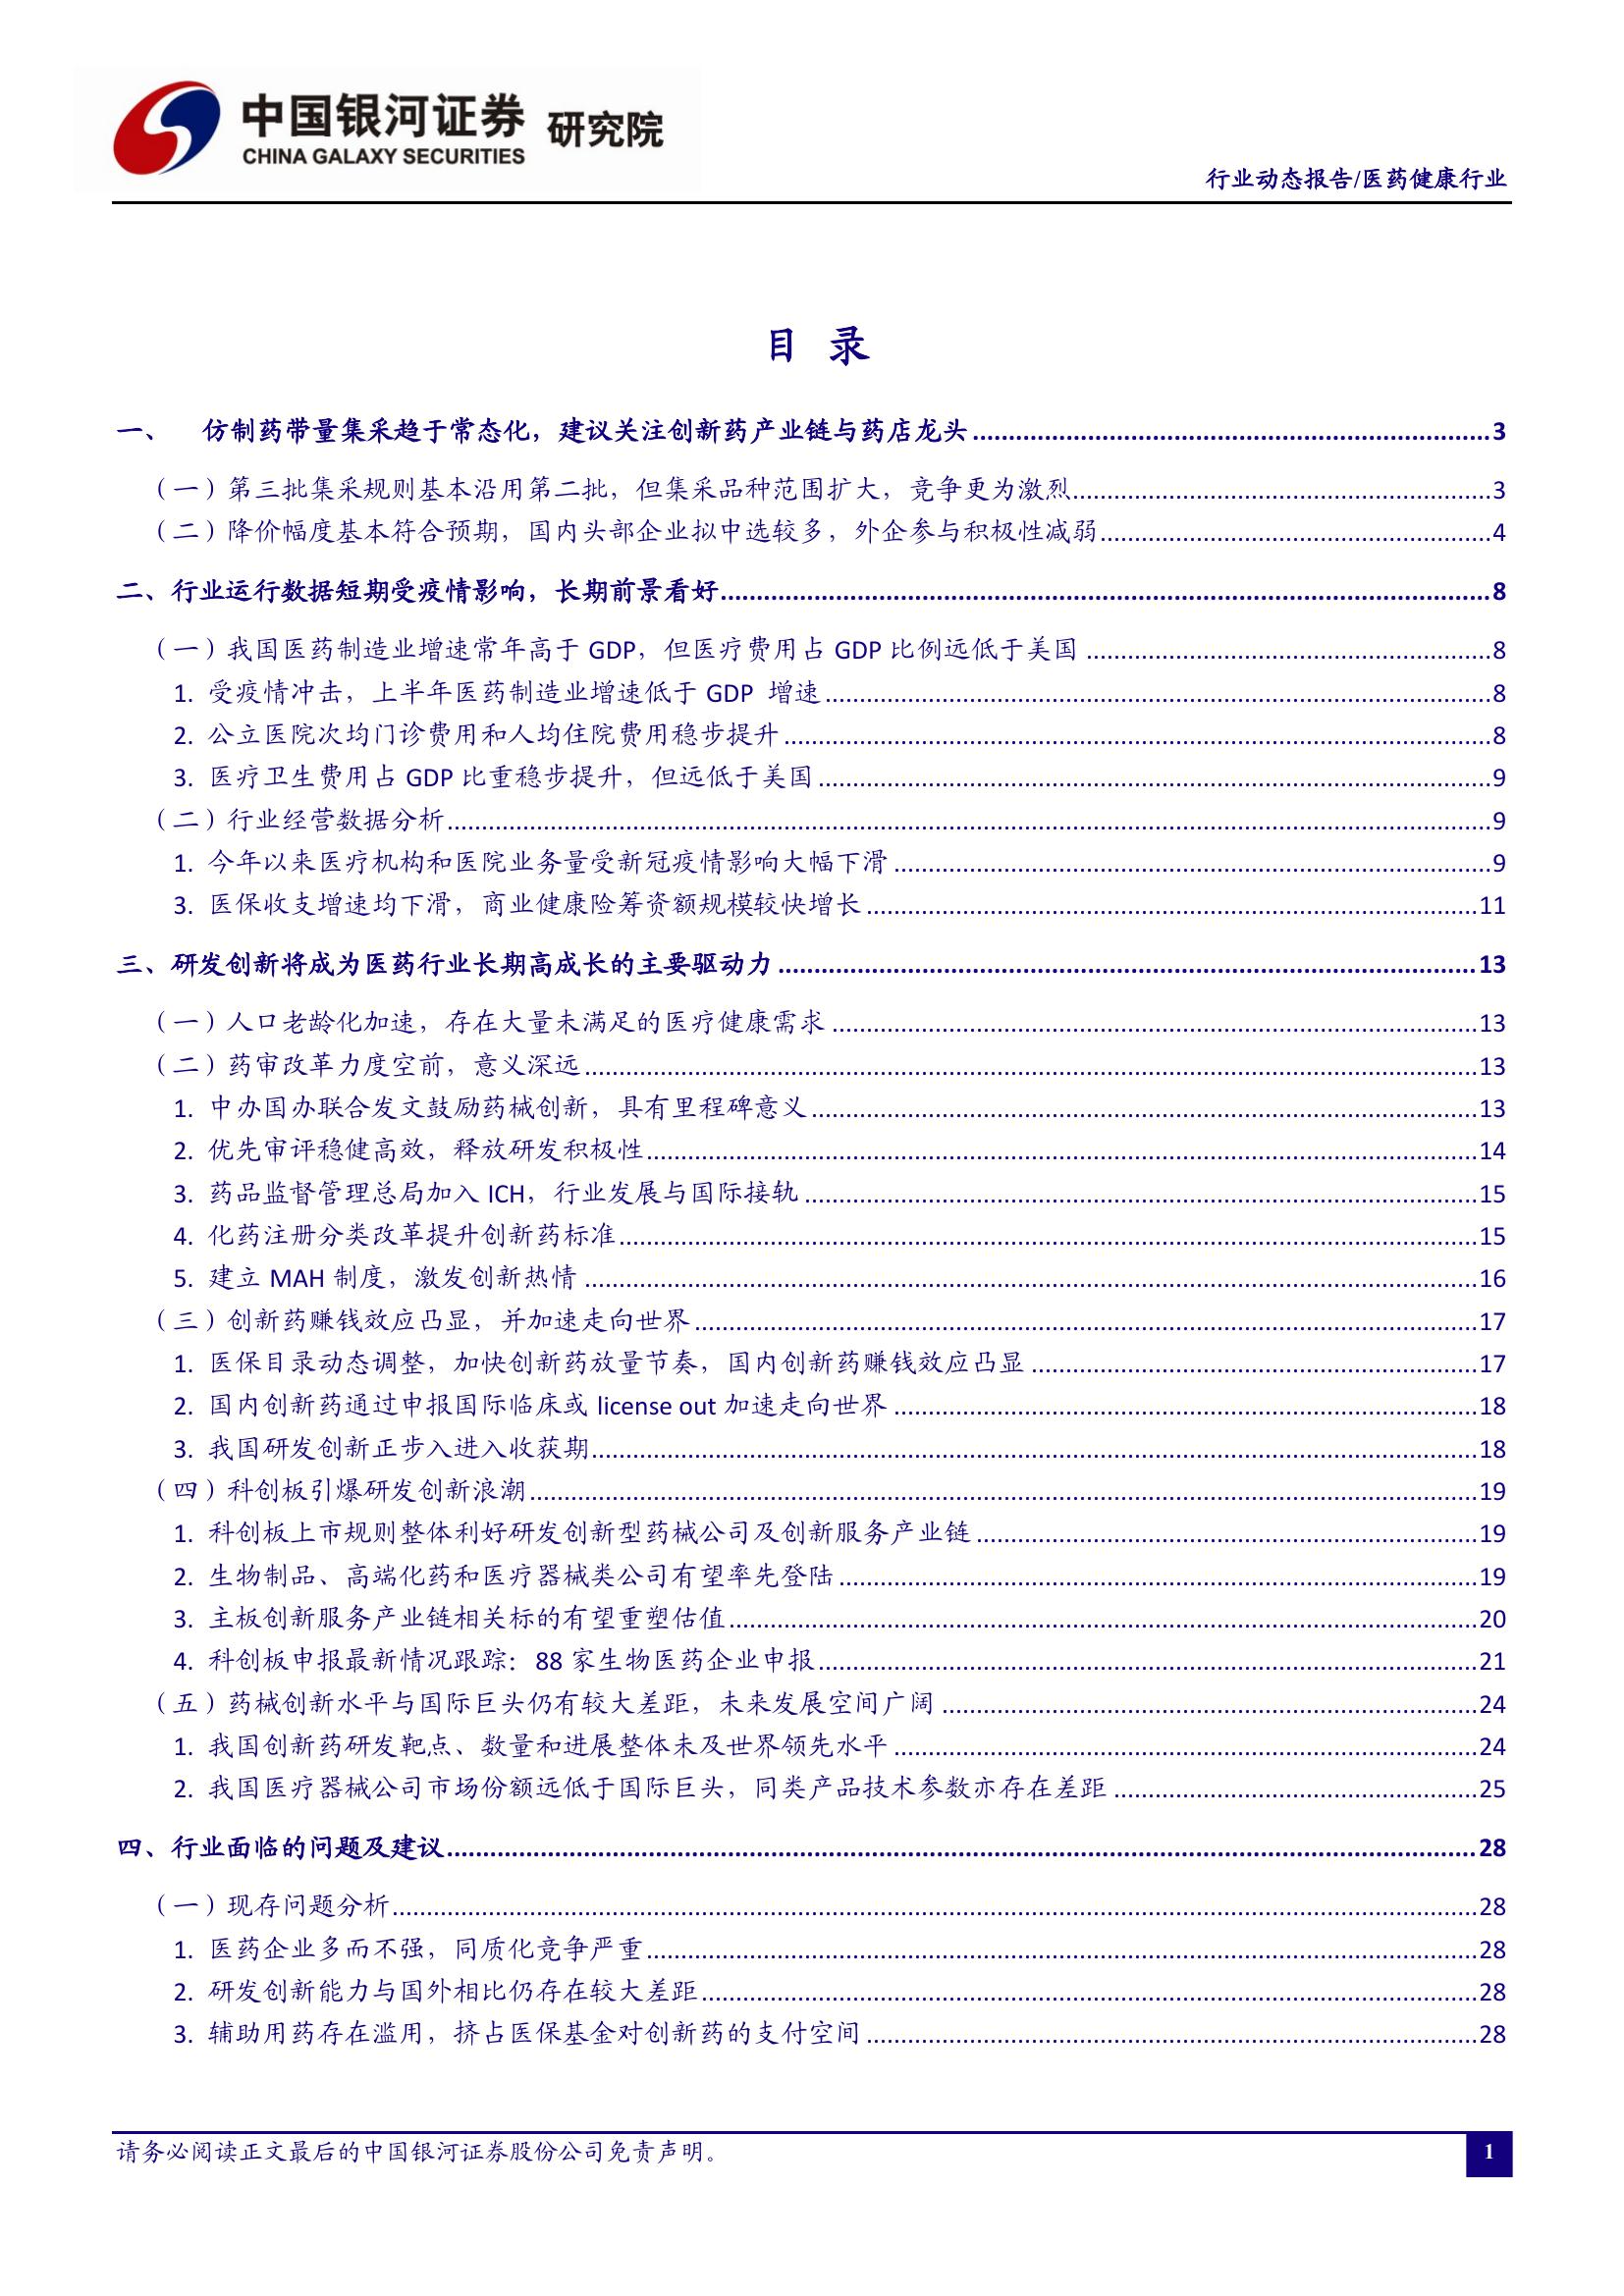 中国银河证券 研究院
CHINA GALAXY SECURITIES
行业动态报告/医药健康行业
目 录
一、 仿制药带量集采趋于常态化，建议关注创新药产业链与药店龙头 3
（一）第三批集采规则基本沿用第二批，但集采品种范围扩大，竞争更为激烈 3
（二）降价幅度基本符合预期，国内头部企业拟中选较多，外企参与积极性减弱 4
二、行业运行数据短期受疫情影响，长期前景看好 8
（一）我国医药制造业增速常年高于 GDP，但医疗费用占 GDP 比例远低于美国 8
1. 受疫情冲击，上半年医药制造业增速低于 GDP 增速 8
2. 公立医院次均门诊费用和人均住院费用稳步提升 8
3. 医疗卫生费用占 GDP 比重稳步提升，但远低于美国 9
（二）行业经营数据分析 9
1. 今年以来医疗机构和医院业务量受新冠疫情影响大幅下滑 9
3. 医保收支增速均下滑，商业健康险筹资额规模较快增长 11
三、研发创新将成为医药行业长期高成长的主要驱动力 13
（一）人口老龄化加速，存在大量未满足的医疗健康需求 13
（二）药审改革力度空前，意义深远 13
1. 中办国办联合发文鼓励药械创新，具有里程碑意义 13
2. 优先审评稳健高效，释放研发积极性 14
3. 药品监督管理总局加入 ICH，行业发展与国际接轨 15
4. 化药注册分类改革提升创新药标准 15
5. 建立 MAH 制度，激发创新热情 16
（三）创新药赚钱效应凸显，并加速走向世界 17
1. 医保目录动态调整，加快创新药放量节奏，国内创新药赚钱效应凸显 17
2. 国内创新药通过申报国际临床或 license out 加速走向世界 18
3. 我国研发创新正步入进入收获期 18
（四）科创板引爆研发创新浪潮 19
1. 科创板上市规则整体利好研发创新型药械公司及创新服务产业链 19
2. 生物制品、高端化药和医疗器械类公司有望率先登陆 19
3. 主板创新服务产业链相关标的有望重塑估值 20
4. 科创板申报最新情况跟踪：88 家生物医药企业申报 21
（五）药械创新水平与国际巨头仍有较大差距，未来发展空间广阔 24
1. 我国创新药研发靶点、数量和进展整体未及世界领先水平 24
2. 我国医疗器械公司市场份额远低于国际巨头，同类产品技术参数亦存在差距 25
四、行业面临的问题及建议 28
（一）现存问题分析 28
1. 医药企业多而不强，同质化竞争严重 28
2. 研发创新能力与国外相比仍存在较大差距 28
3. 辅助用药存在滥用，挤占医保基金对创新药的支付空间 28
请务必阅读正文最后的中国银河证券股份公司免责声明。
1